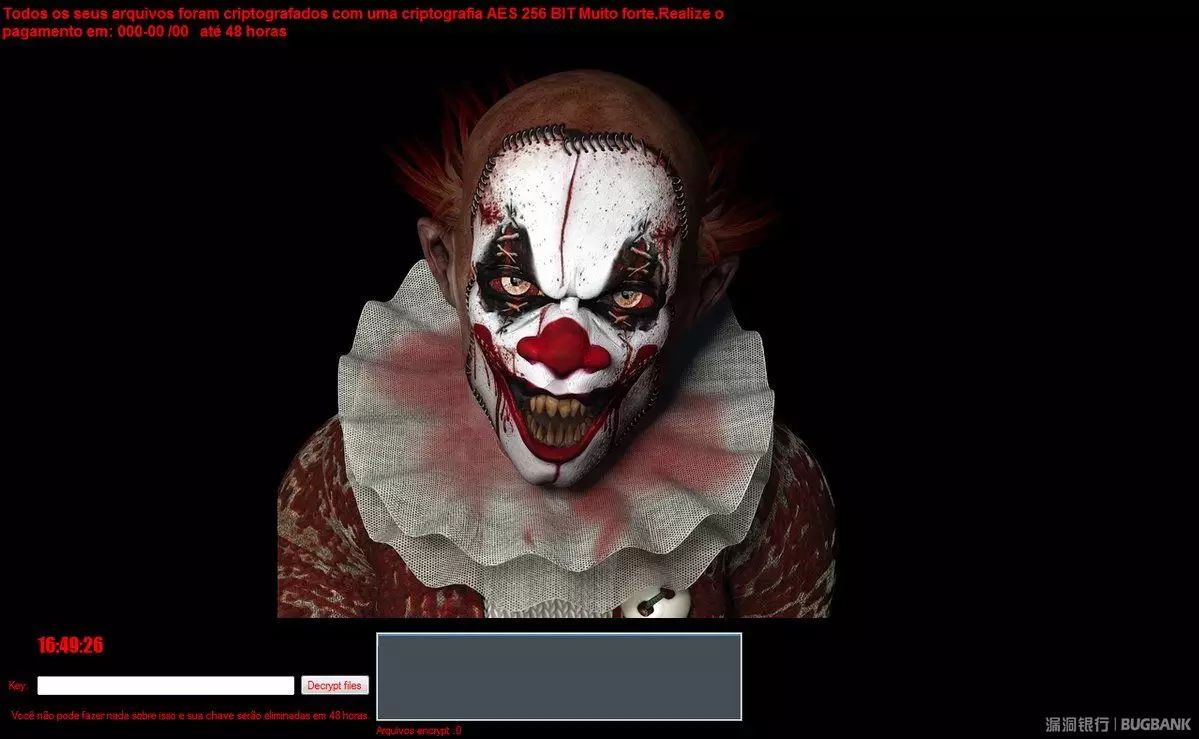 Todos os seus arquivos foram criptografados com uma criptografia AES 256 BIT Muito forte.Realize o
pagamento em: 000-00 /00 até 48 horas
16:49:26
Key:
Decrypt files
Você não pode fazer nada sobre isso e sua chave serão eliminadas em 48 horas
Arquivos encrypt :0
漏洞银行 | BUGBANK